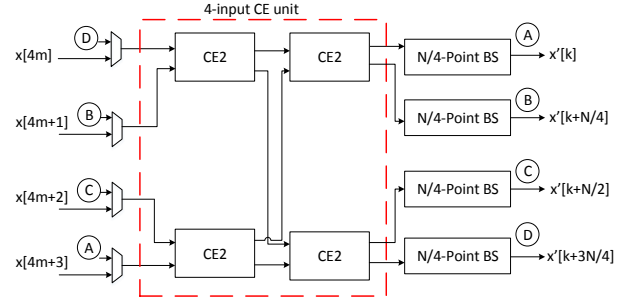 4-input CE unit
D
x[4m]
CE2
CE2
N/4-Point BS
A
x'[k]
B
x[4m+1]
N/4-Point BS
B
x'[k+N/4]
C
x[4m+2]
N/4-Point BS
C
x'[k+N/2]
A
x[4m+3]
CE2
CE2
N/4-Point BS
D
x'[k+3N/4]